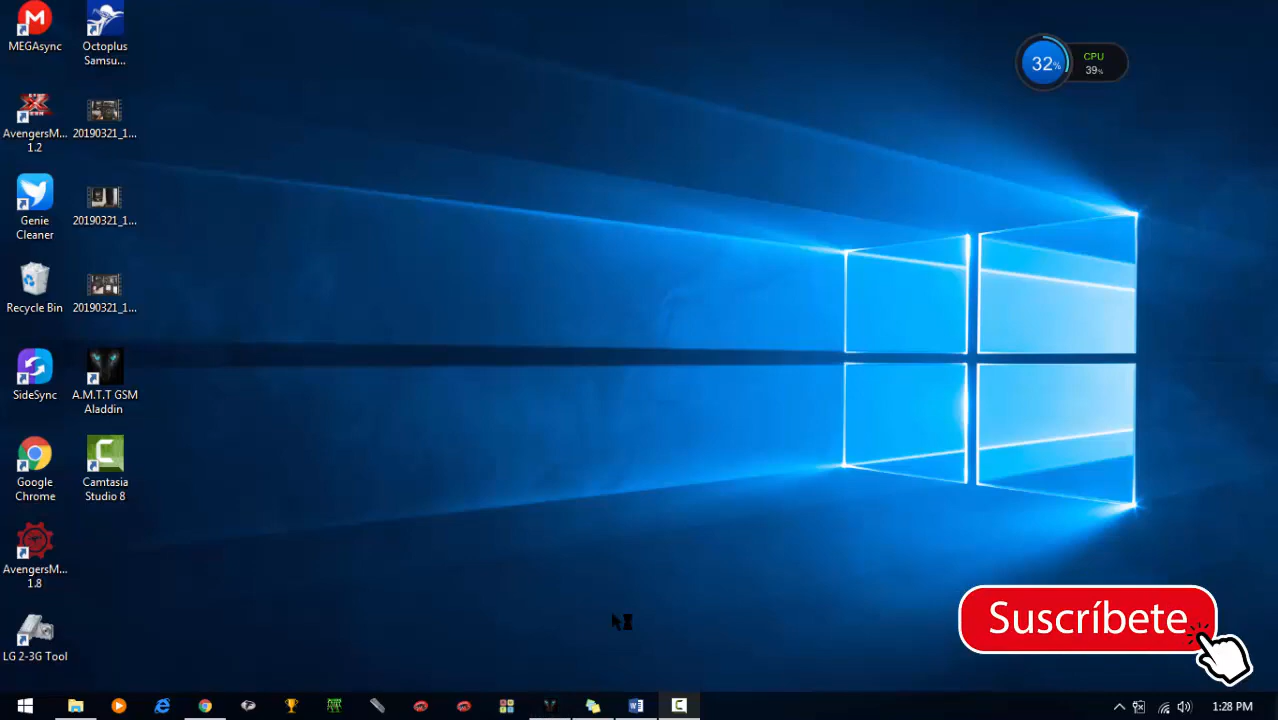 MEGAsync
Octoplus
Samsu...
32%
CPU
39%
AvengersM...
1.2
20190321_1...
Genie
Cleaner
20190321_1...
Recycle Bin
20190321_1...
SideSync
A.M.T.T GSM
Aladdin
Google
Chrome
Camtasia
Studio 8
AvengersM...
1.8
LG 2-3G Tool
Suscríbete
1:28 PM